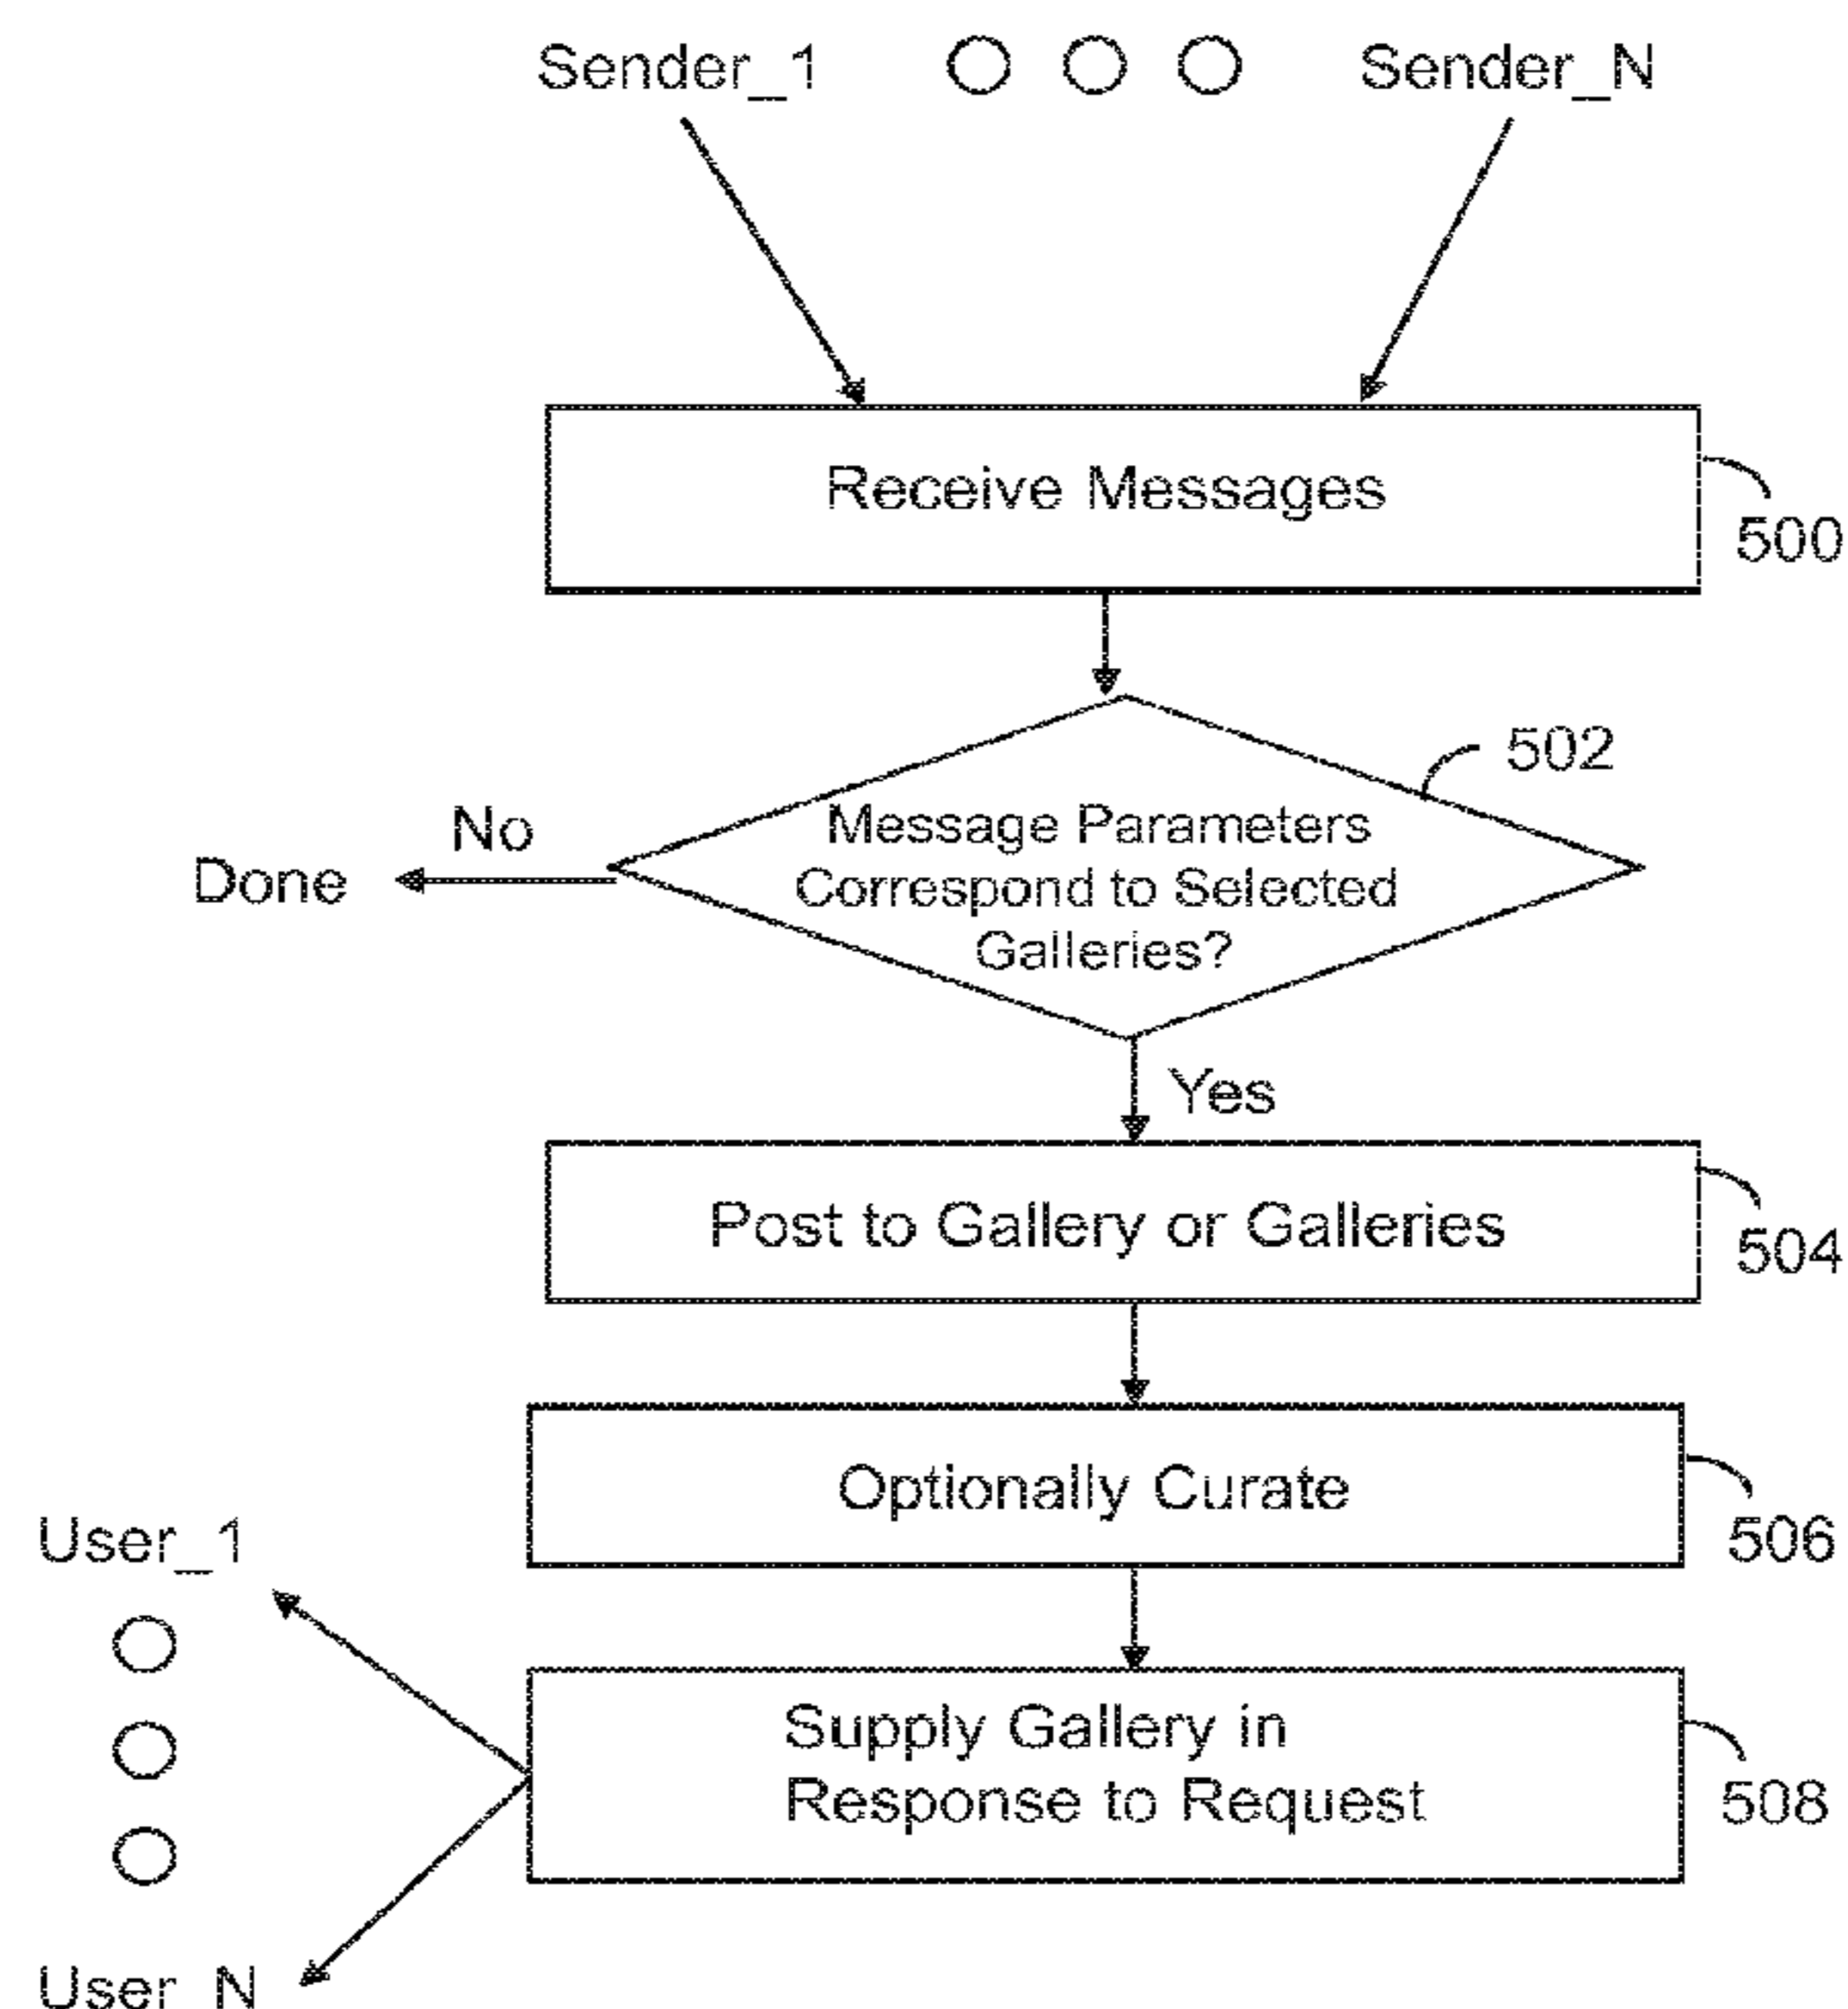 Sender_1 Sender_N
Receive Messages
500
502
Message Parameters
Correspond to Selected
Galleries?
No
Done
Yes
Post to Gallery or Galleries
504
Optionally Curate
506
User_1
Supply Gallery in
Response to Request
508
User_N